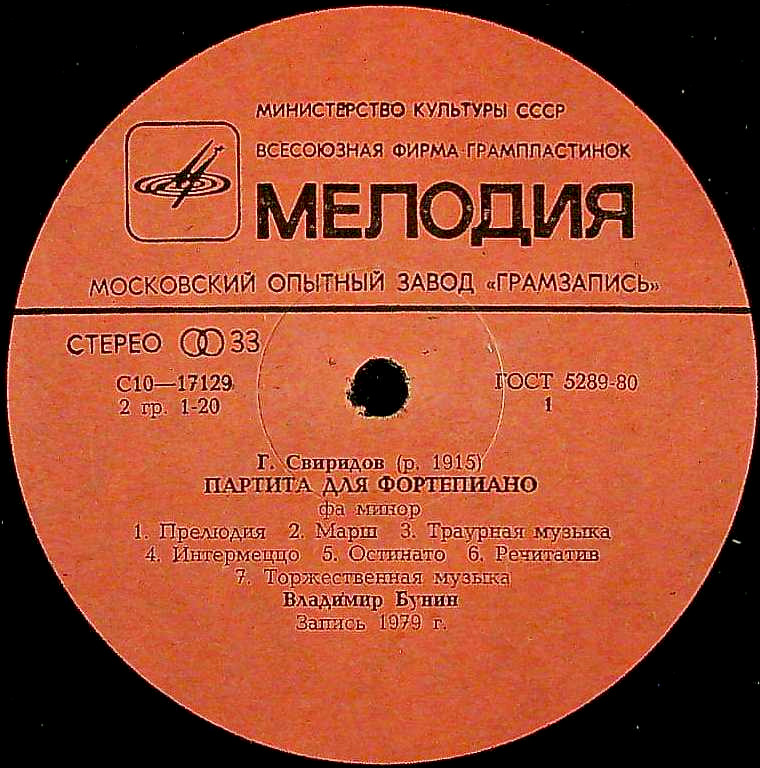 МИНИСТЕРСТВО КУЛЬТУРЫ СССР
ВСЕСОЮЗНАЯ ФИРМА ГРАМПЛАСТИНОК
МЕЛОДИЯ
МОСКОВСКИЙ ОПЫТНЫЙ ЗАВОД «ГРАМЗАПИСЬ»
СТЕРЕО 33
С10—17129 ГОСТ 5289-80
2 гр. 1-20 1
Г. Свиридов (р. 1915)
ПАРТИТА ДЛЯ ФОРТЕПИАНО
фа минор
1. Прелюдия 2. Марш 3. Траурная музыка
4. Интермеццо 5. Остинато 6. Речитатив
7. Торжественная музыка
Владимир Бунин
Запись 1979 г.